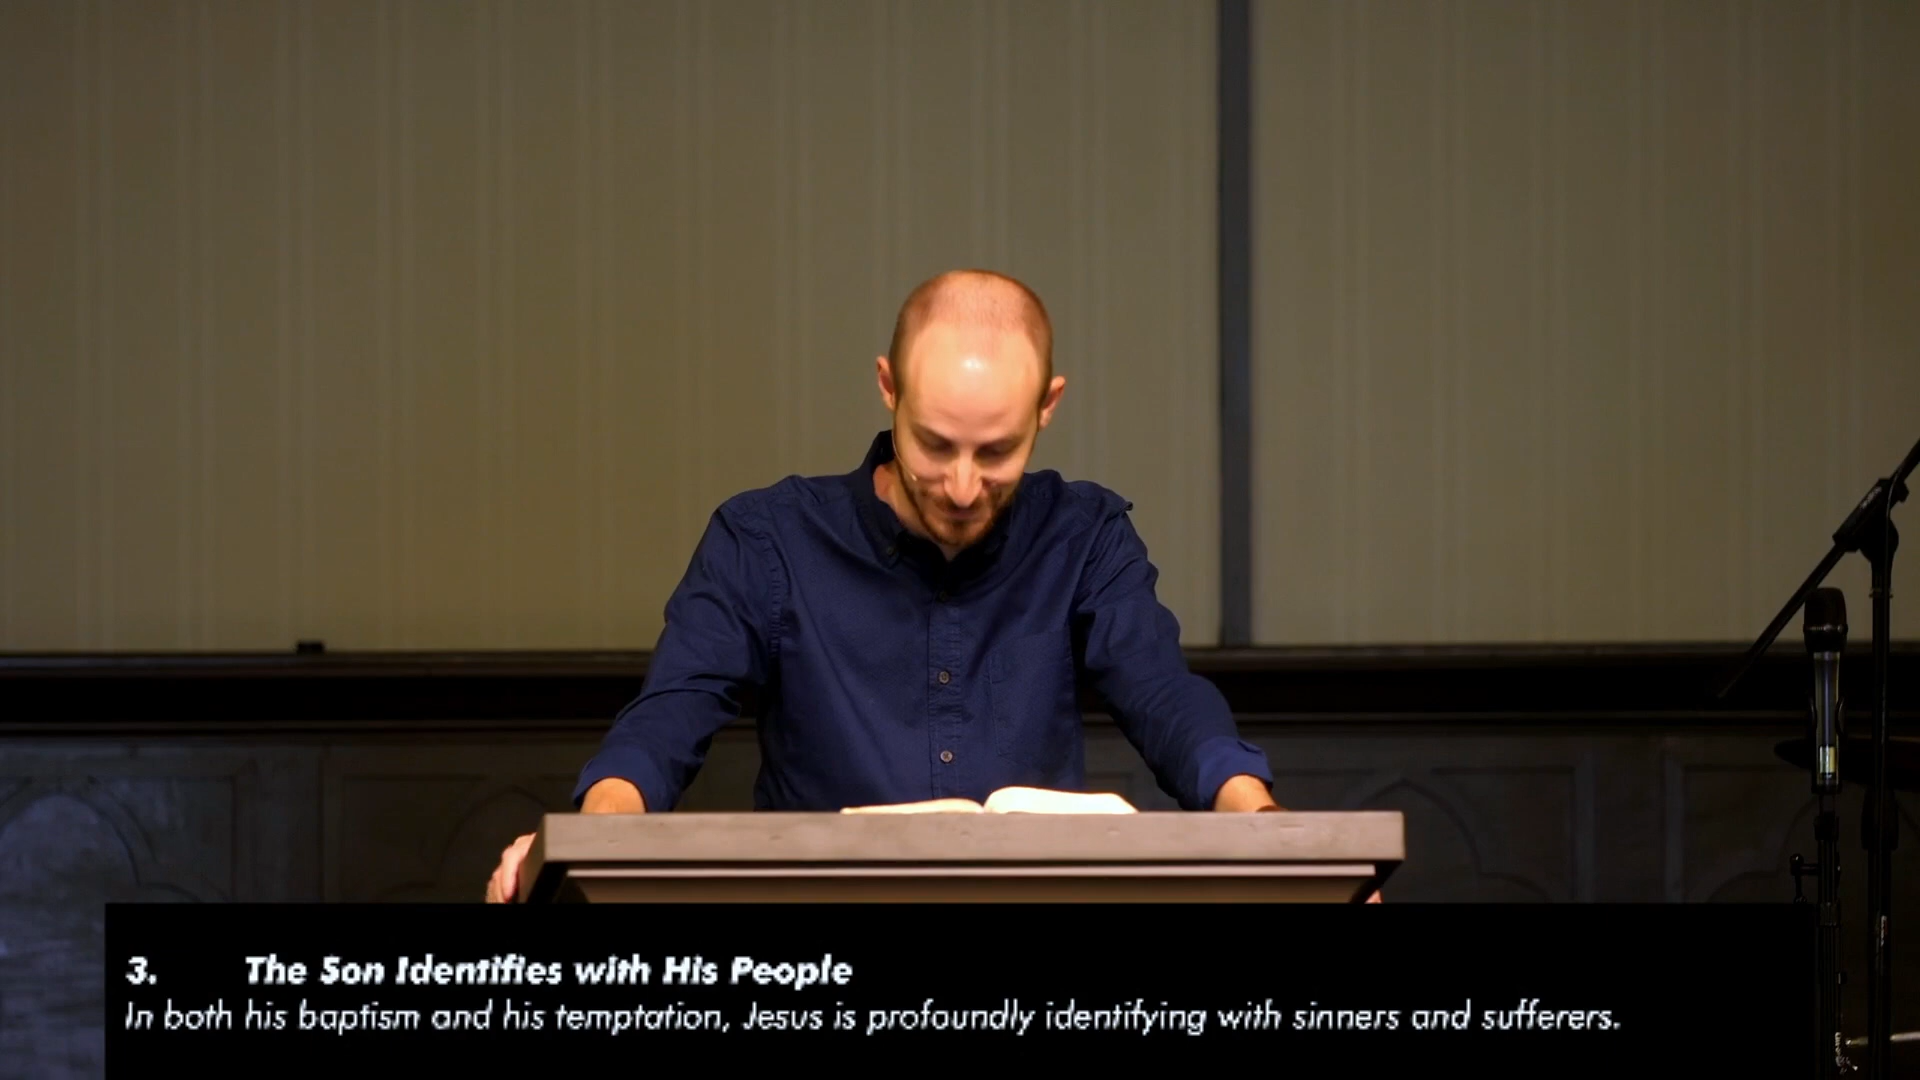 3. The Son Identifies with His People
In both his baptism and his temptation, Jesus is profoundly identifying with sinners and sufferers.